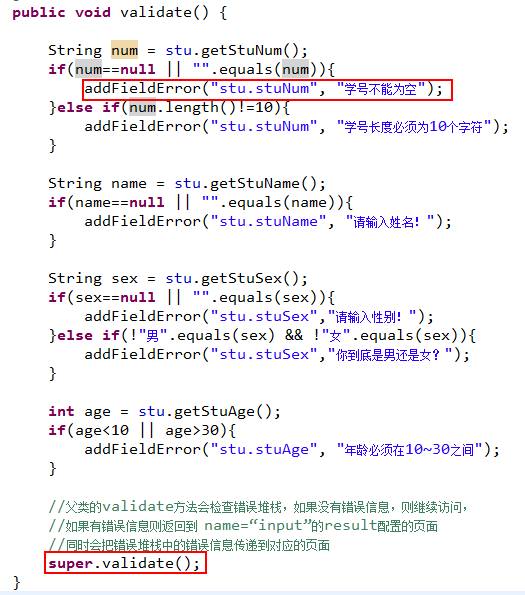 public void validate() {
String num = stu.getStuNum();
if(num==null || "".equals(num)){
addFieldError("stu.stuNum", "学号不能为空");
}else if(num.length()!=10){
addFieldError("stu.stuNum", "学号长度必须为10个字符");
}
String name = stu.getStuName();
if(name==null || "".equals(name)){
addFieldError("stu.stuName", "请输入姓名！");
}
String sex = stu.getStuSex();
if(sex==null || "".equals(sex)){
addFieldError("stu.stuSex","请输入性别！");
}else if(!"男".equals(sex) && !"女".equals(sex)){
addFieldError("stu.stuSex","你到底是男还是女？");
}
int age = stu.getStuAge();
if(age<10 || age>30){
addFieldError("stu.stuAge", "年龄必须在10~30之间");
}
//父类的validate方法会检查错误堆栈，如果没有错误信息，则继续访问，
//如果有错误信息则返回到 name=“input”的result配置的页面
//同时会把错误堆栈中的错误信息传递到对应的页面
super.validate();
}